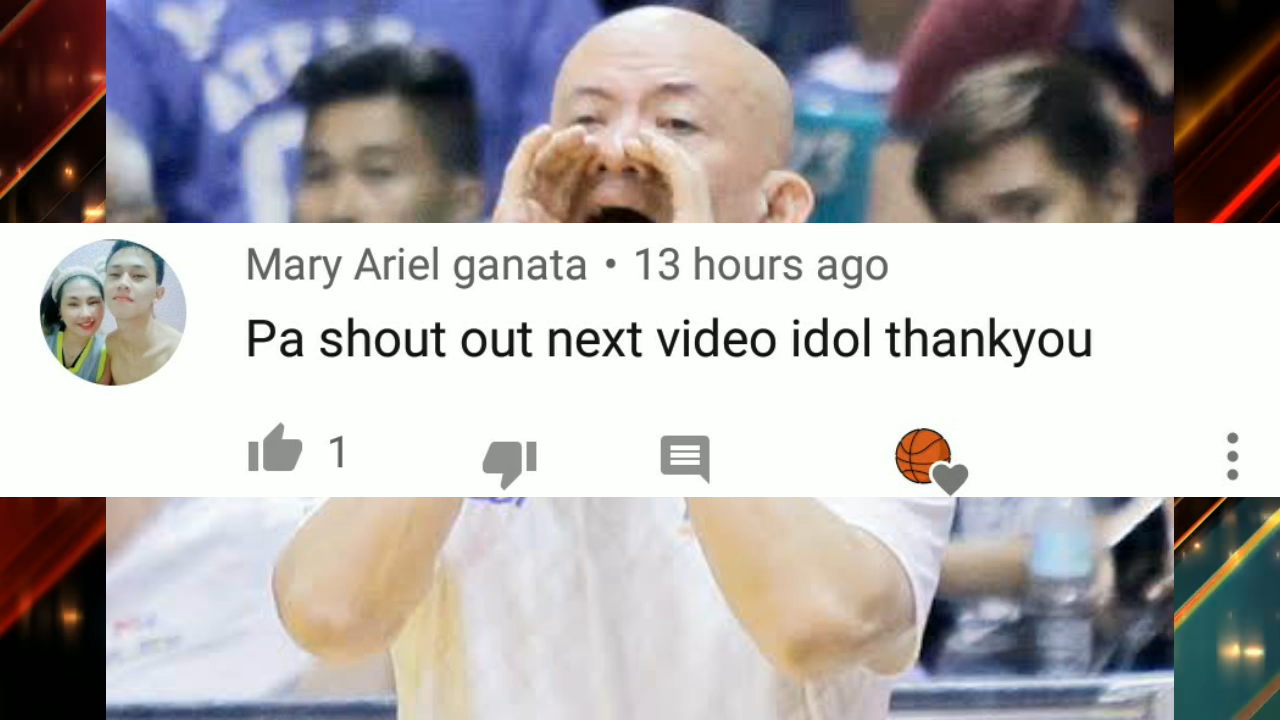 Mary Ariel ganata • 13 hours ago
Pa shout out next video idol thankyou
1